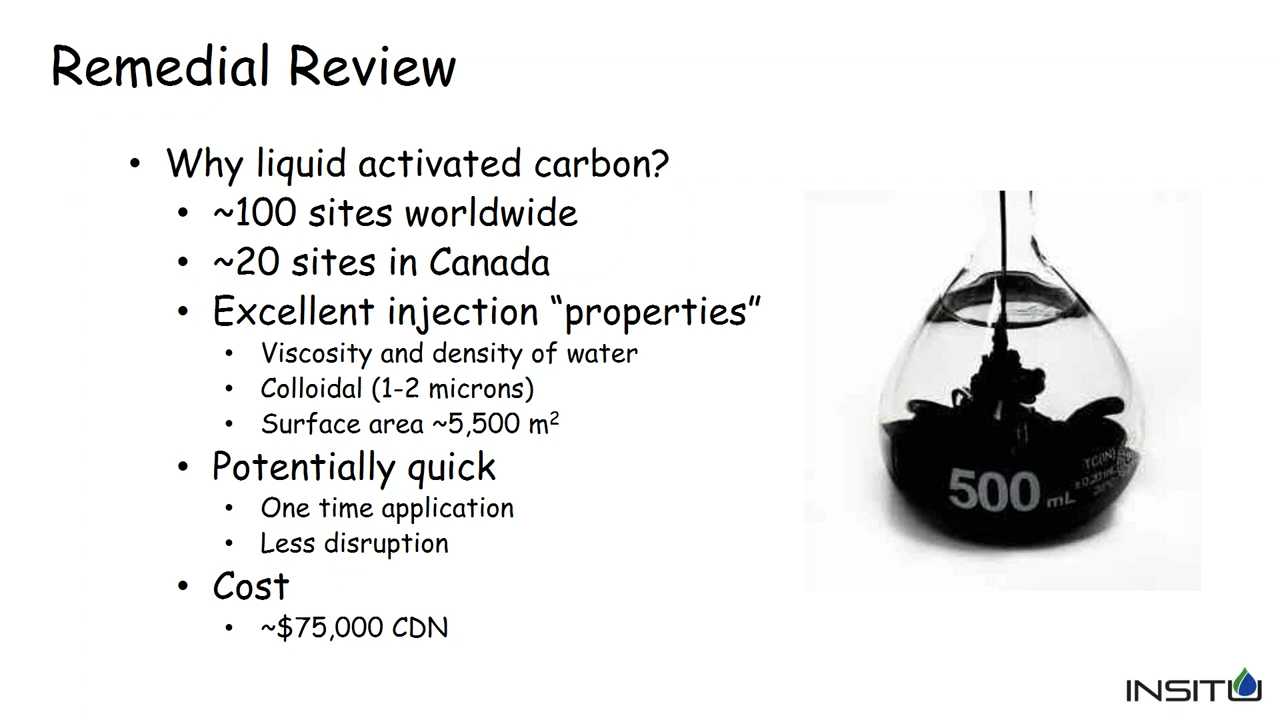 Remedial Review
• Why liquid activated carbon?
• ~100 sites worldwide
• ~20 sites in Canada
• Excellent injection “properties”
• Viscosity and density of water
• Colloidal (1-2 microns)
• Surface area ~5,500 m²
• Potentially quick
• One time application
• Less disruption
• Cost
• ~$75,000 CDN
500 mL
INSITU